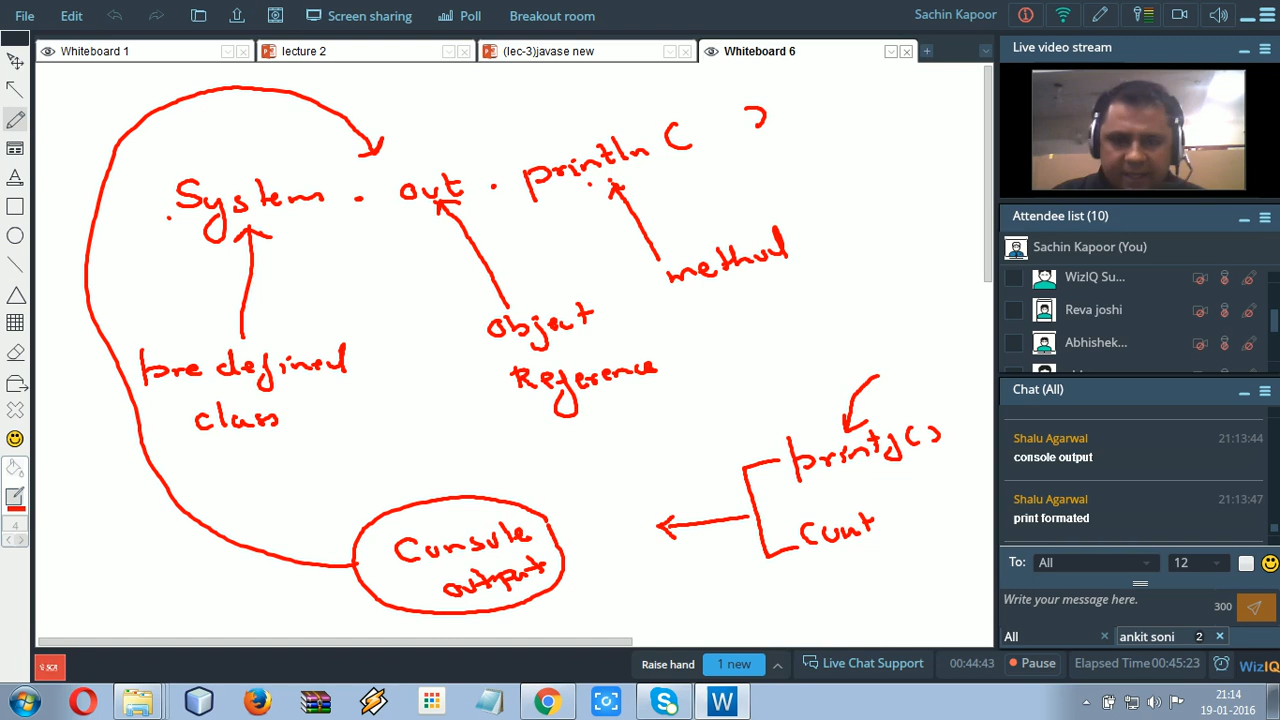 File Edit Screen sharing Poll Breakout room Sachin Kapoor
Whiteboard 1 lecture 2 (lec-3)javase new Whiteboard 6
Live video stream
System . out . println ( )
method
object
Reference
predefined
class
printf()
Cout
Console
output
Attendee list (10)
Sachin Kapoor (You)
WizIQ Su...
Reva joshi
Abhishek...
Chat (All)
Shalu Agarwal 21:13:44
console output
Shalu Agarwal 21:13:47
print formated
To: All 12
Write your message here. 300
All ankit soni 2
Raise hand 1 new Live Chat Support 00:44:43 Pause Elapsed Time 00:45:23 WizIQ
4
21:14
19-01-2016